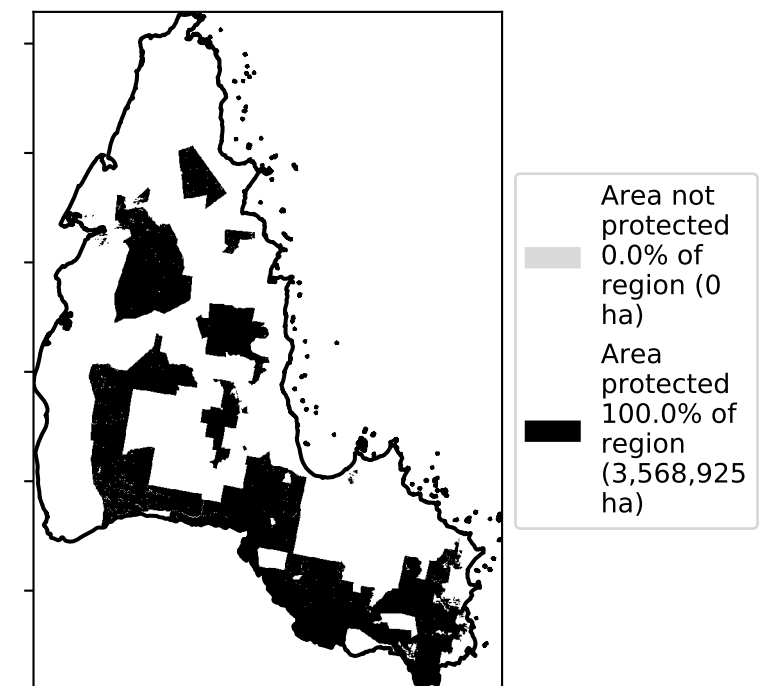 Area not
protected
0.0% of
region (0
ha)
Area
protected
100.0% of
region
(3,568,925
ha)